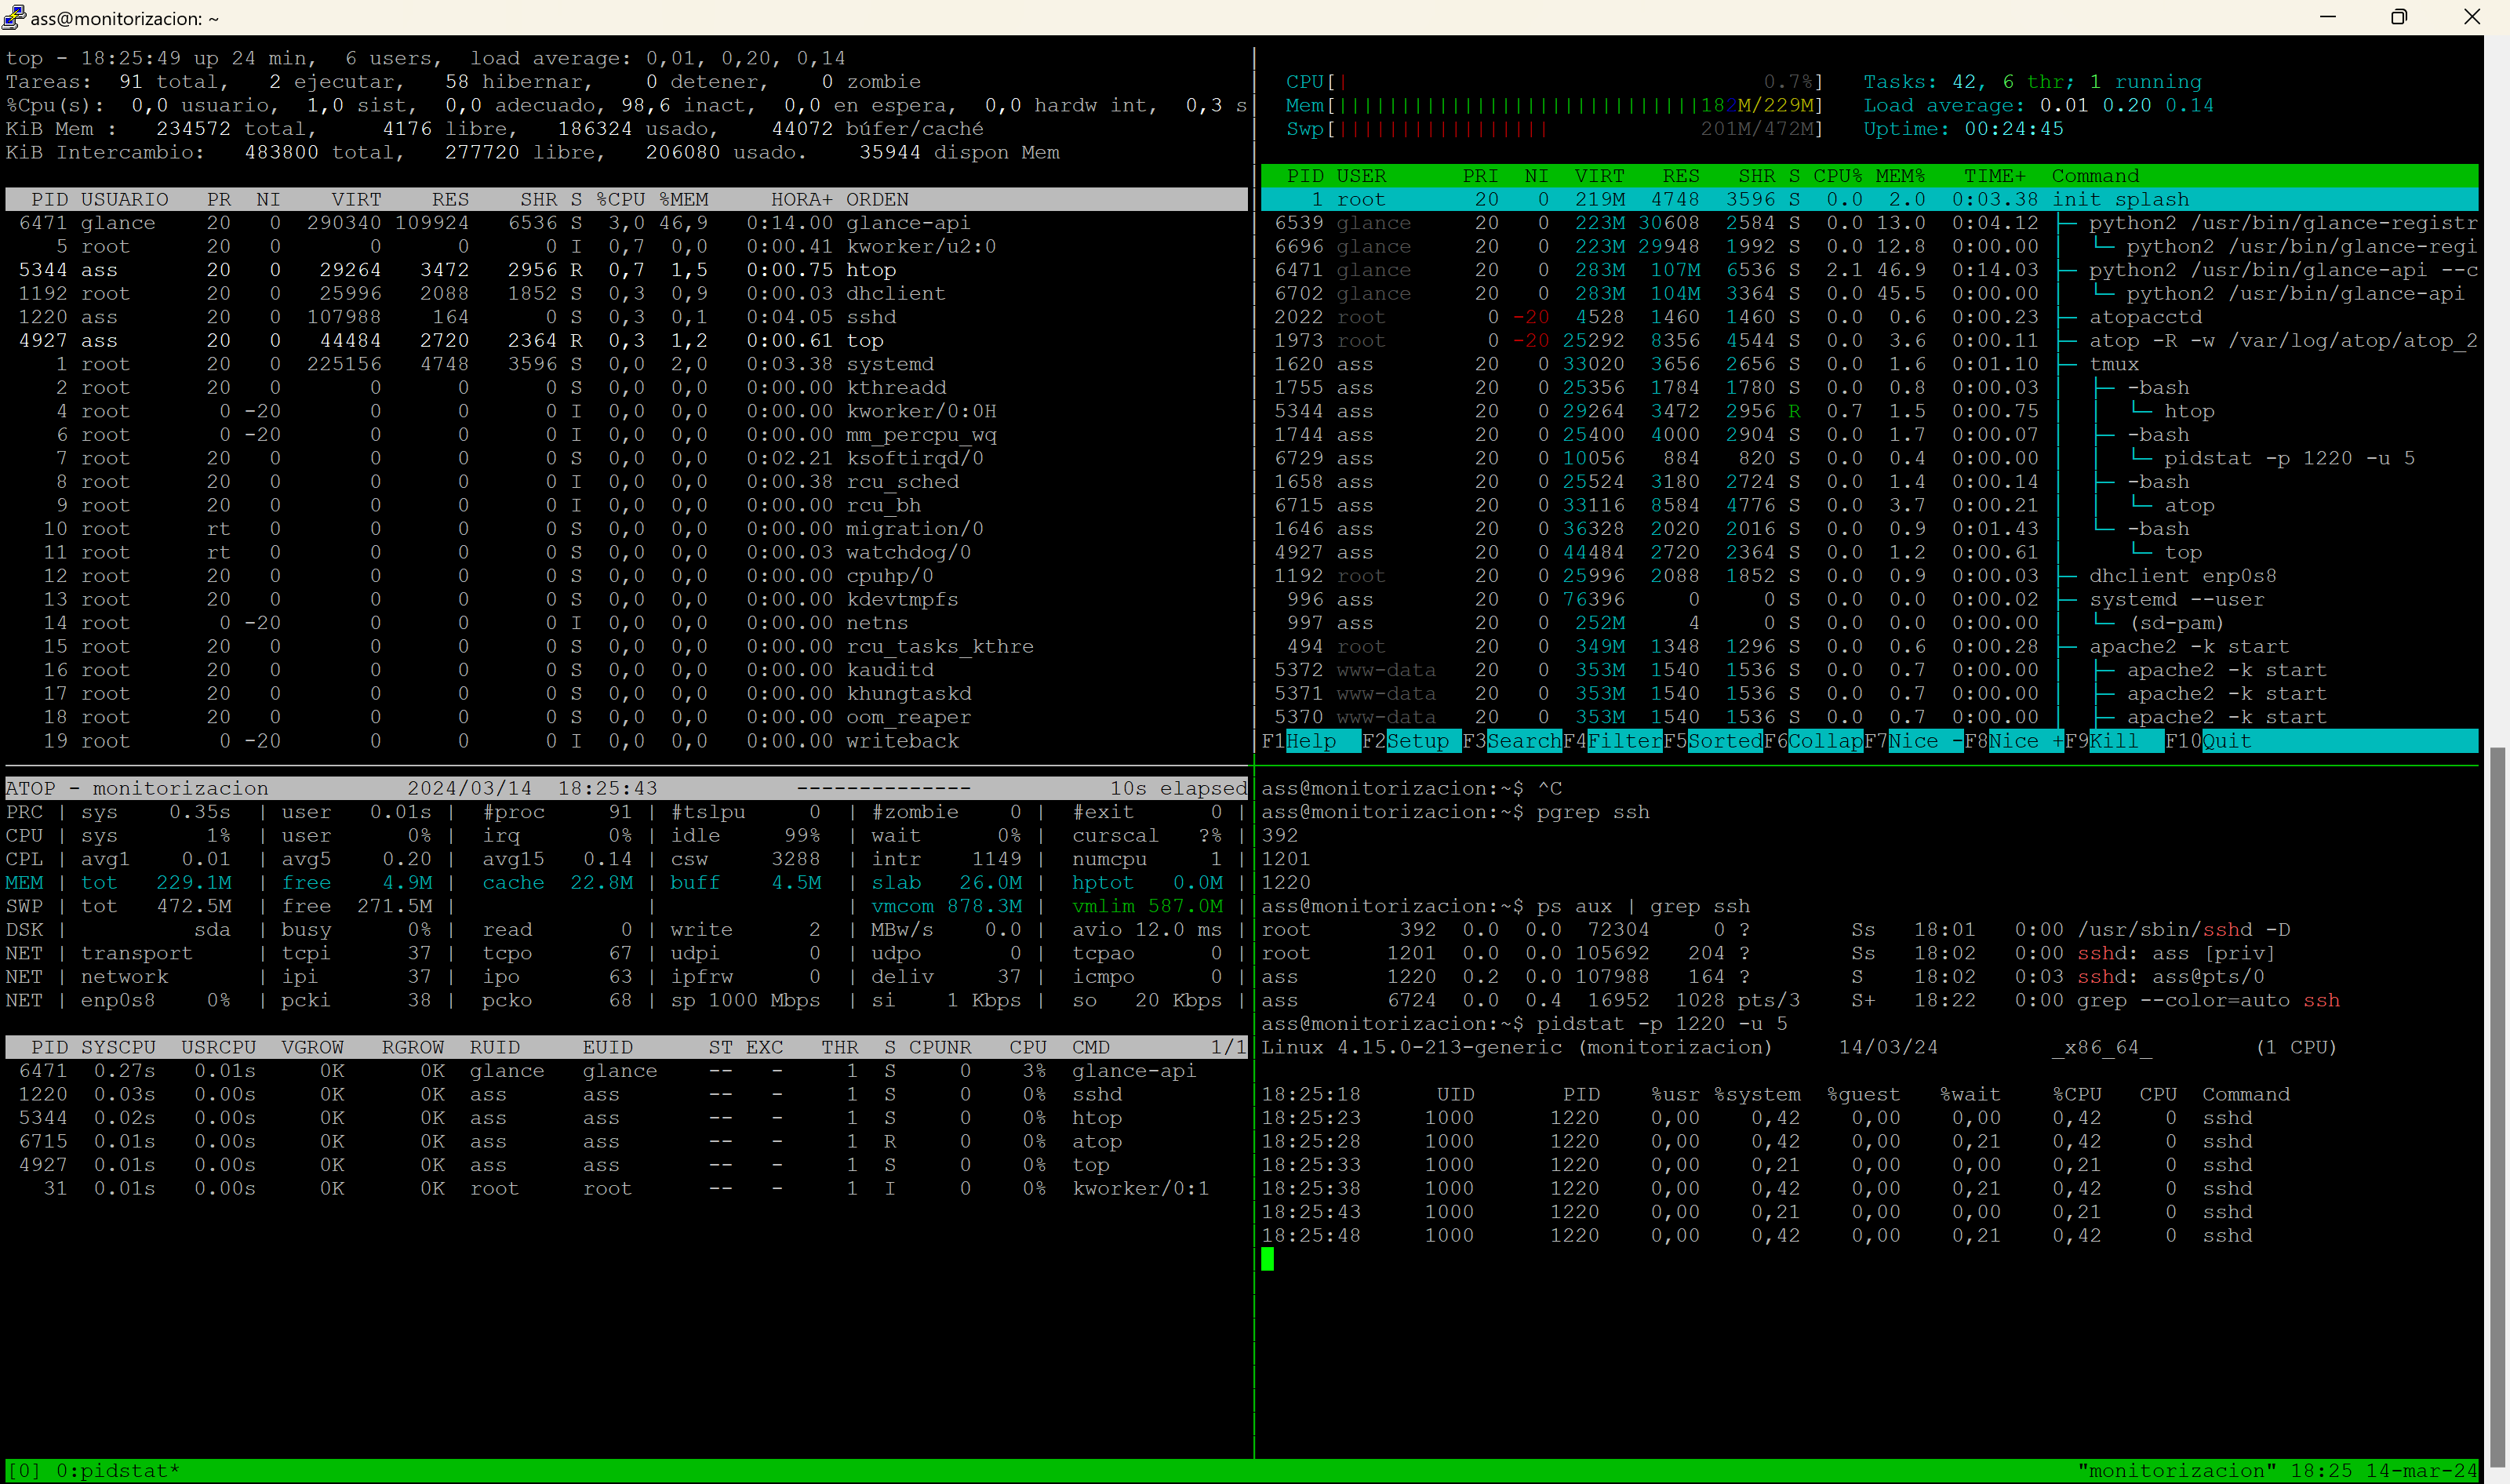 ass@monitorizacion: ~
top - 18:25:49 up 24 min,  6 users,  load average: 0,01, 0,20, 0,14
Tareas:  91 total,   2 ejecutar,   58 hibernar,    0 detener,    0 zombie
%Cpu(s):  0,0 usuario,  1,0 sist,  0,0 adecuado, 98,6 inact,  0,0 en espera,  0,0 hardw int,  0,3 s
KiB Mem :   234572 total,     4176 libre,   186324 usado,    44072 búfer/caché
KiB Intercambio:   483800 total,   277720 libre,   206080 usado.    35944 dispon Mem
PID USUARIO   PR  NI    VIRT    RES    SHR S %CPU %MEM     HORA+ ORDEN
6471 glance    20   0  290340 109924   6536 S  3,0 46,9   0:14.00 glance-api
5 root      20   0       0      0      0 I  0,7  0,0   0:00.41 kworker/u2:0
5344 ass       20   0   29264   3472   2956 R  0,7  1,5   0:00.75 htop
1192 root      20   0   25996   2088   1852 S  0,3  0,9   0:00.03 dhclient
1220 ass       20   0  107988    164      0 S  0,3  0,1   0:04.05 sshd
4927 ass       20   0   44484   2720   2364 R  0,3  1,2   0:00.61 top
1 root      20   0  225156   4748   3596 S  0,0  2,0   0:03.38 systemd
2 root      20   0       0      0      0 S  0,0  0,0   0:00.00 kthreadd
4 root       0 -20       0      0      0 I  0,0  0,0   0:00.00 kworker/0:0H
6 root       0 -20       0      0      0 I  0,0  0,0   0:00.00 mm_percpu_wq
7 root      20   0       0      0      0 S  0,0  0,0   0:02.21 ksoftirqd/0
8 root      20   0       0      0      0 I  0,0  0,0   0:00.38 rcu_sched
9 root      20   0       0      0      0 I  0,0  0,0   0:00.00 rcu_bh
10 root      rt   0       0      0      0 S  0,0  0,0   0:00.00 migration/0
11 root      rt   0       0      0      0 S  0,0  0,0   0:00.03 watchdog/0
12 root      20   0       0      0      0 S  0,0  0,0   0:00.00 cpuhp/0
13 root      20   0       0      0      0 S  0,0  0,0   0:00.00 kdevtmpfs
14 root       0 -20       0      0      0 I  0,0  0,0   0:00.00 netns
15 root      20   0       0      0      0 S  0,0  0,0   0:00.00 rcu_tasks_kthre
16 root      20   0       0      0      0 S  0,0  0,0   0:00.00 kauditd
17 root      20   0       0      0      0 S  0,0  0,0   0:00.00 khungtaskd
18 root      20   0       0      0      0 S  0,0  0,0   0:00.00 oom_reaper
19 root       0 -20       0      0      0 I  0,0  0,0   0:00.00 writeback
CPU[|                                  0.7%]   Tasks: 42, 6 thr; 1 running
Mem[|||||||||||||||||||||||||||||182M/229M]   Load average: 0.01 0.20 0.14
Swp[|||||||||||||||||            201M/472M]   Uptime: 00:24:45
PID USER      PRI  NI  VIRT   RES   SHR S CPU% MEM%   TIME+  Command
1 root       20   0  219M  4748  3596 S  0.0  2.0  0:03.38 init splash
6539 glance     20   0  223M 30608  2584 S  0.0 13.0  0:04.12 ├─ python2 /usr/bin/glance-registr
6696 glance     20   0  223M 29948  1992 S  0.0 12.8  0:00.00 │  └─ python2 /usr/bin/glance-regi
6471 glance     20   0  283M  107M  6536 S  2.1 46.9  0:14.03 ├─ python2 /usr/bin/glance-api --c
6702 glance     20   0  283M  104M  3364 S  0.0 45.5  0:00.00 │  └─ python2 /usr/bin/glance-api
2022 root        0 -20  4528  1460  1460 S  0.0  0.6  0:00.23 ├─ atopacctd
1973 root        0 -20 25292  8356  4544 S  0.0  3.6  0:00.11 ├─ atop -R -w /var/log/atop/atop_2
1620 ass        20   0 33020  3656  2656 S  0.0  1.6  0:01.10 ├─ tmux
1755 ass        20   0 25356  1784  1780 S  0.0  0.8  0:00.03 │  ├─ -bash
5344 ass        20   0 29264  3472  2956 R  0.7  1.5  0:00.75 │  │  └─ htop
1744 ass        20   0 25400  4000  2904 S  0.0  1.7  0:00.07 │  ├─ -bash
6729 ass        20   0 10056   884   820 S  0.0  0.4  0:00.00 │  │  └─ pidstat -p 1220 -u 5
1658 ass        20   0 25524  3180  2724 S  0.0  1.4  0:00.14 │  ├─ -bash
6715 ass        20   0 33116  8584  4776 S  0.0  3.7  0:00.21 │  │  └─ atop
1646 ass        20   0 36328  2020  2016 S  0.0  0.9  0:01.43 │  └─ -bash
4927 ass        20   0 44484  2720  2364 S  0.0  1.2  0:00.61 │     └─ top
1192 root       20   0 25996  2088  1852 S  0.0  0.9  0:00.03 ├─ dhclient enp0s8
996 ass        20   0 76396     0     0 S  0.0  0.0  0:00.02 ├─ systemd --user
997 ass        20   0  252M     4     0 S  0.0  0.0  0:00.00 │  └─ (sd-pam)
494 root       20   0  349M  1348  1296 S  0.0  0.6  0:00.28 ├─ apache2 -k start
5372 www-data   20   0  353M  1540  1536 S  0.0  0.7  0:00.00 │  ├─ apache2 -k start
5371 www-data   20   0  353M  1540  1536 S  0.0  0.7  0:00.00 │  ├─ apache2 -k start
5370 www-data   20   0  353M  1540  1536 S  0.0  0.7  0:00.00 │  ├─ apache2 -k start
F1Help  F2Setup F3SearchF4FilterF5SortedF6CollapF7Nice -F8Nice +F9Kill  F10Quit
ATOP - monitorizacion           2024/03/14  18:25:43           --------------           10s elapsed
PRC | sys    0.35s  | user   0.01s |  #proc     91 | #tslpu     0  | #zombie    0 |  #exit      0 |
CPU | sys       1%  | user      0% |  irq       0% | idle     99%  | wait      0% |  curscal   ?% |
CPL | avg1    0.01  | avg5    0.20 |  avg15   0.14 | csw     3288  | intr    1149 |  numcpu     1 |
MEM | tot   229.1M  | free    4.9M |  cache  22.8M | buff    4.5M  | slab   26.0M |  hptot   0.0M |
SWP | tot   472.5M  | free  271.5M |               |               | vmcom 878.3M |  vmlim 587.0M |
DSK |          sda  | busy      0% |  read       0 | write      2  | MBw/s    0.0 |  avio 12.0 ms |
NET | transport     | tcpi      37 |  tcpo      67 | udpi       0  | udpo       0 |  tcpao      0 |
NET | network       | ipi       37 |  ipo       63 | ipfrw      0  | deliv     37 |  icmpo      0 |
NET | enp0s8    0%  | pcki      38 |  pcko      68 | sp 1000 Mbps  | si    1 Kbps |  so   20 Kbps |
PID SYSCPU  USRCPU  VGROW   RGROW  RUID     EUID      ST EXC   THR  S CPUNR   CPU  CMD        1/1
6471  0.27s   0.01s     0K      0K  glance   glance    --  -     1  S     0    3%  glance-api
1220  0.03s   0.00s     0K      0K  ass      ass       --  -     1  S     0    0%  sshd
5344  0.02s   0.00s     0K      0K  ass      ass       --  -     1  S     0    0%  htop
6715  0.01s   0.00s     0K      0K  ass      ass       --  -     1  R     0    0%  atop
4927  0.01s   0.00s     0K      0K  ass      ass       --  -     1  S     0    0%  top
31  0.01s   0.00s     0K      0K  root     root      --  -     1  I     0    0%  kworker/0:1
ass@monitorizacion:~$ ^C
ass@monitorizacion:~$ pgrep ssh
392
1201
1220
ass@monitorizacion:~$ ps aux | grep ssh
root       392  0.0  0.0  72304     0 ?        Ss   18:01   0:00 /usr/sbin/sshd -D
root      1201  0.0  0.0 105692   204 ?        Ss   18:02   0:00 sshd: ass [priv]
ass       1220  0.2  0.0 107988   164 ?        S    18:02   0:03 sshd: ass@pts/0
ass       6724  0.0  0.4  16952  1028 pts/3    S+   18:22   0:00 grep --color=auto ssh
ass@monitorizacion:~$ pidstat -p 1220 -u 5
Linux 4.15.0-213-generic (monitorizacion)     14/03/24         _x86_64_        (1 CPU)
18:25:18      UID       PID    %usr %system  %guest   %wait    %CPU   CPU  Command
18:25:23     1000      1220    0,00    0,42    0,00    0,00    0,42     0  sshd
18:25:28     1000      1220    0,00    0,42    0,00    0,21    0,42     0  sshd
18:25:33     1000      1220    0,00    0,21    0,00    0,00    0,21     0  sshd
18:25:38     1000      1220    0,00    0,42    0,00    0,21    0,42     0  sshd
18:25:43     1000      1220    0,00    0,21    0,00    0,00    0,21     0  sshd
18:25:48     1000      1220    0,00    0,42    0,00    0,21    0,42     0  sshd
[0] 0:pidstat*                    "monitorizacion" 18:25 14-mar-24